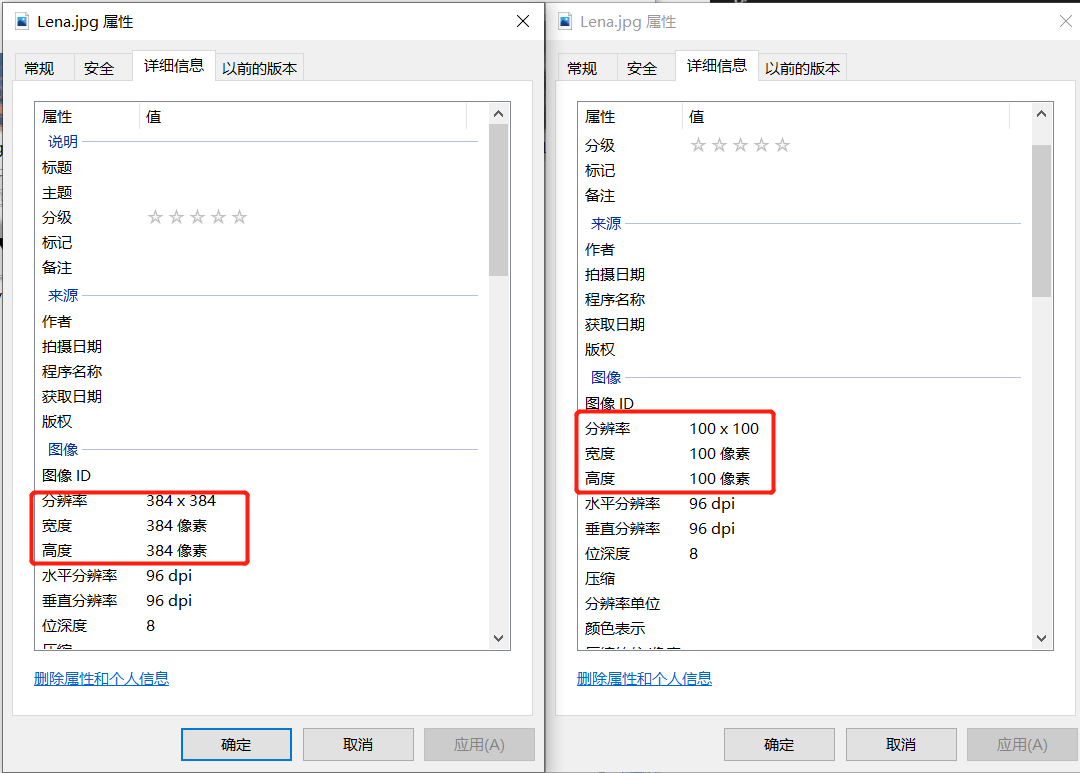 Lena.jpg 属性
常规 安全 详细信息 以前的版本
属性 值
说明
标题
主题
分级 ☆☆☆☆☆
标记
备注
来源
作者
拍摄日期
程序名称
获取日期
版权
图像
图像 ID
分辨率 384 x 384
宽度 384 像素
高度 384 像素
水平分辨率 96 dpi
垂直分辨率 96 dpi
位深度 8
压缩
删除属性和个人信息
确定 取消 应用(A)
Lena.jpg 属性
常规 安全 详细信息 以前的版本
属性 值
分级 ☆☆☆☆☆
标记
备注
来源
作者
拍摄日期
程序名称
获取日期
版权
图像
图像 ID
分辨率 100 x 100
宽度 100 像素
高度 100 像素
水平分辨率 96 dpi
垂直分辨率 96 dpi
位深度 8
压缩
分辨率单位
颜色表示
删除属性和个人信息
确定 取消 应用(A)